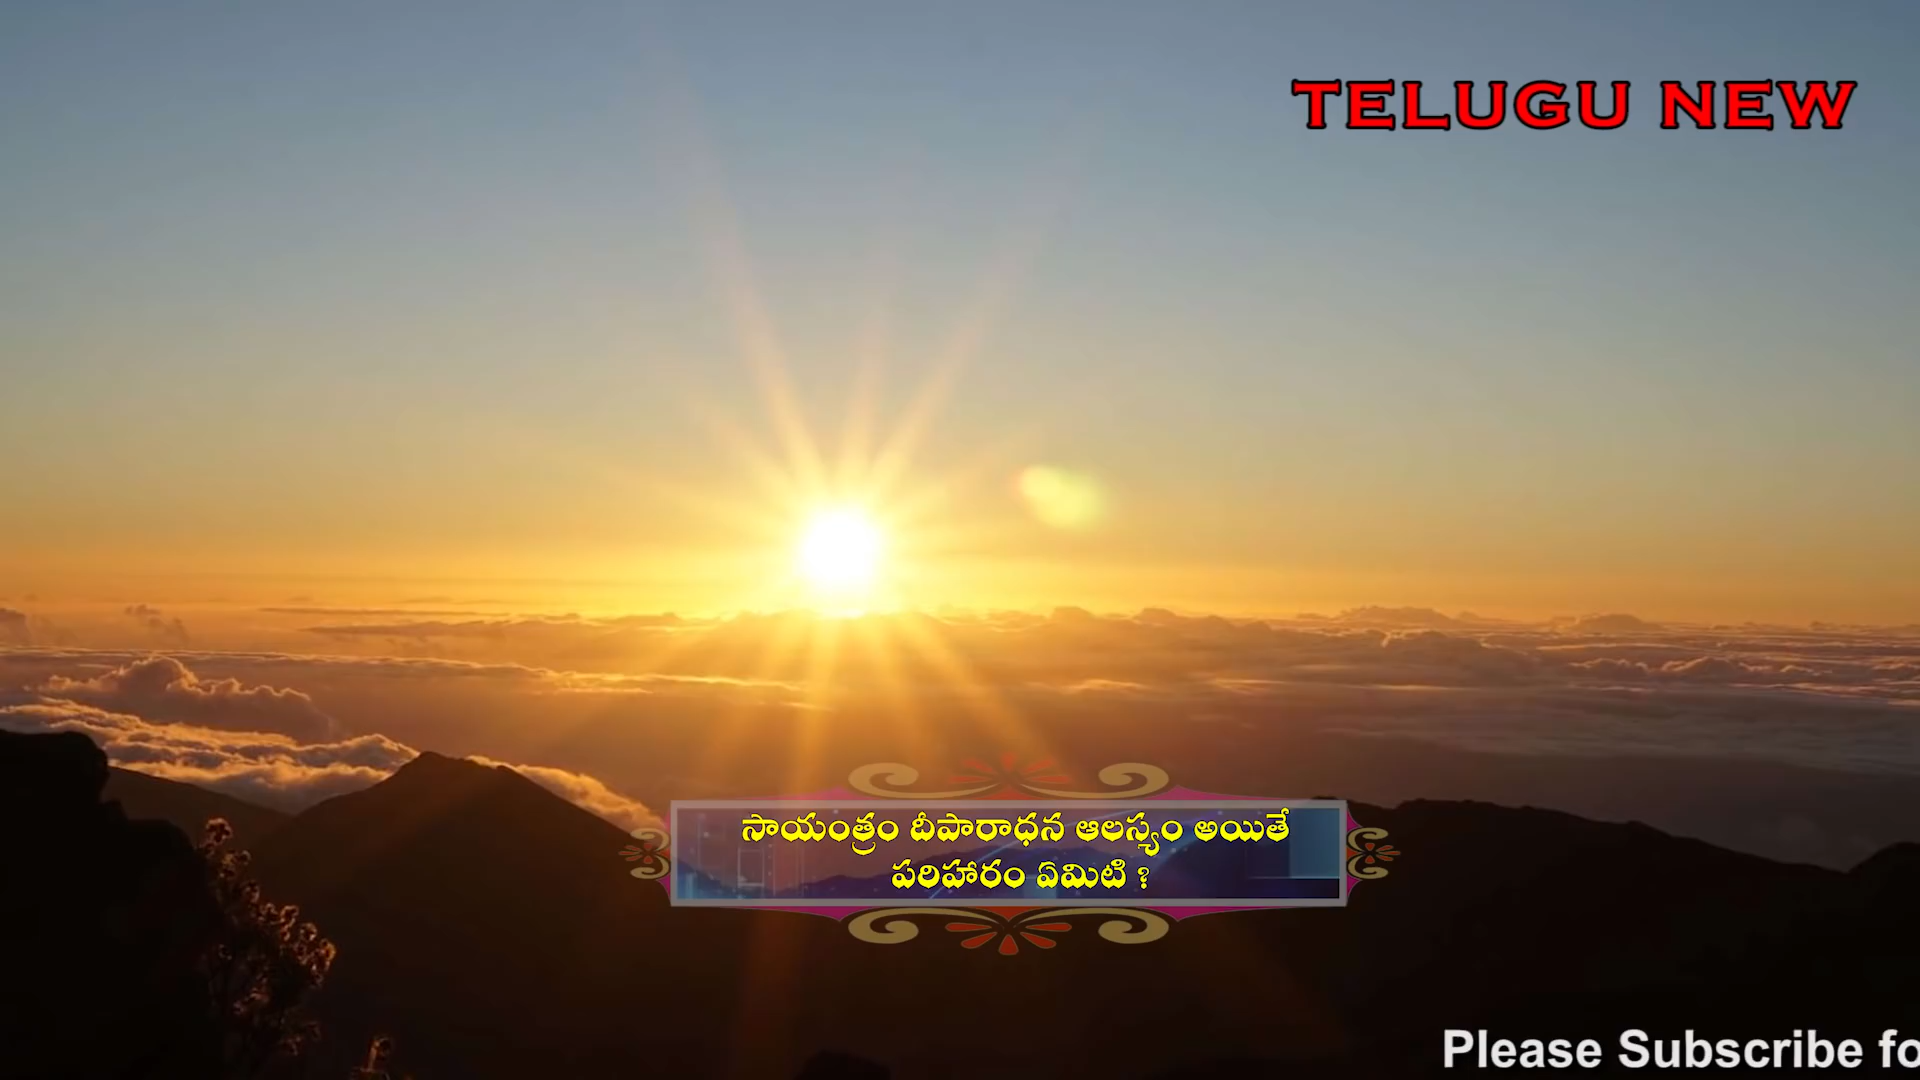 TELUGU NEW
సాయంత్రం దీపారాధన ఆలస్యం అయితే
పరిహారం ఏమిటి ?
Please Subscribe fo